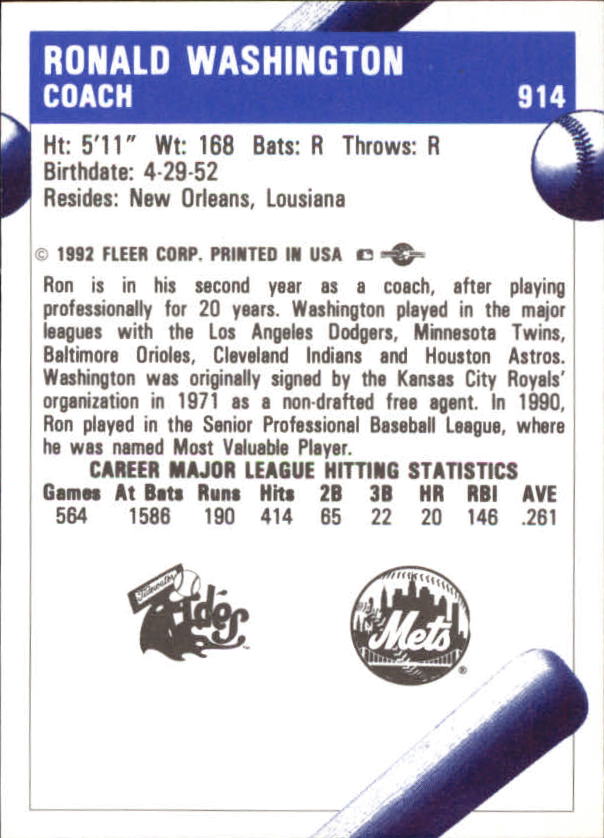 RONALD WASHINGTON
COACH 914
Ht: 5'11" Wt: 168 Bats: R Throws: R
Birthdate: 4-29-52
Resides: New Orleans, Lousiana
© 1992 FLEER CORP. PRINTED IN USA
Ron is in his second year as a coach, after playing
professionally for 20 years. Washington played in the major
leagues with the Los Angeles Dodgers, Minnesota Twins,
Baltimore Orioles, Cleveland Indians and Houston Astros.
Washington was originally signed by the Kansas City Royals'
organization in 1971 as a non-drafted free agent. In 1990,
Ron played in the Senior Professional Baseball League, where
he was named Most Valuable Player.
CAREER MAJOR LEAGUE HITTING STATISTICS
Games At Bats Runs Hits 2B 3B HR RBI AVE
564 1586 190 414 65 22 20 146 .261
Tidewater
Tides ™
Mets ®